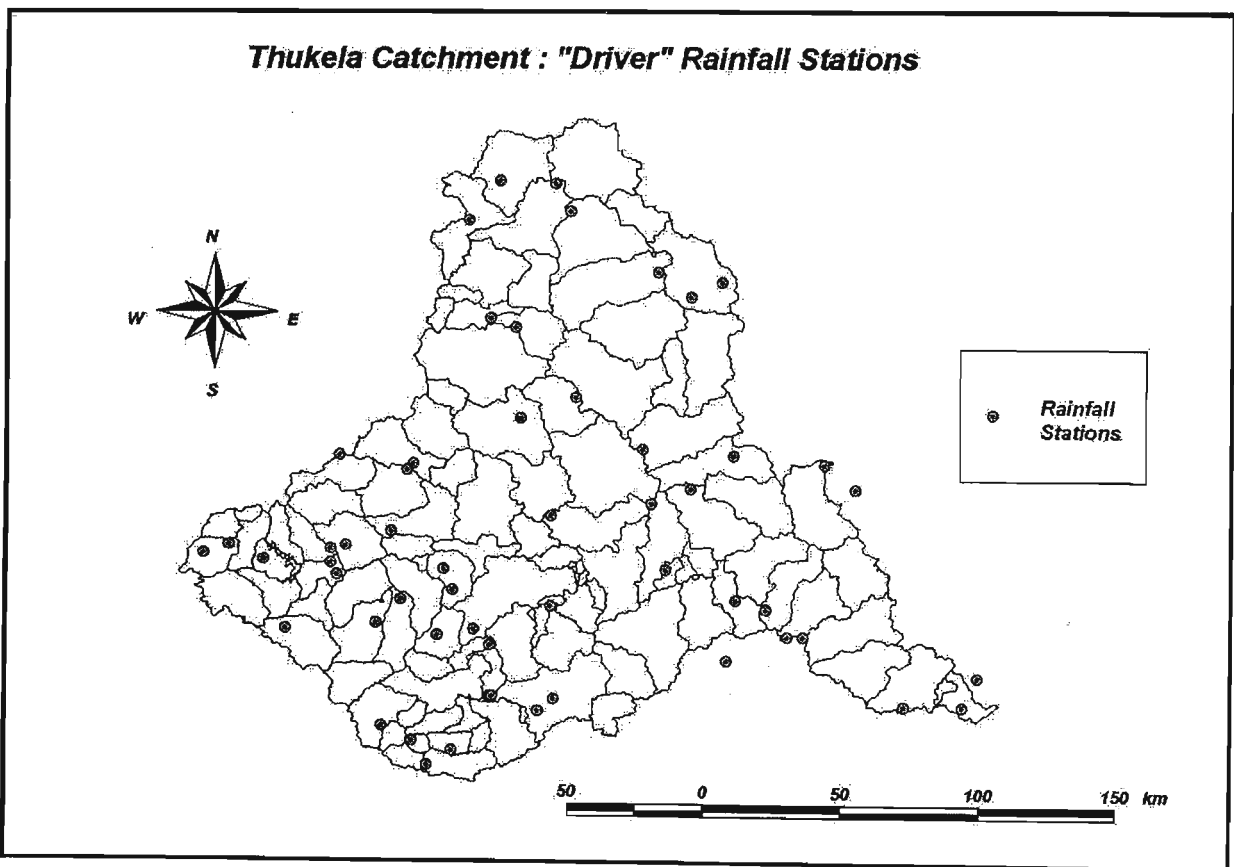 Thukela Catchment : "Driver" Rainfall Stations
N
W E
S
Rainfall
Stations
50 0 50 100 150 km